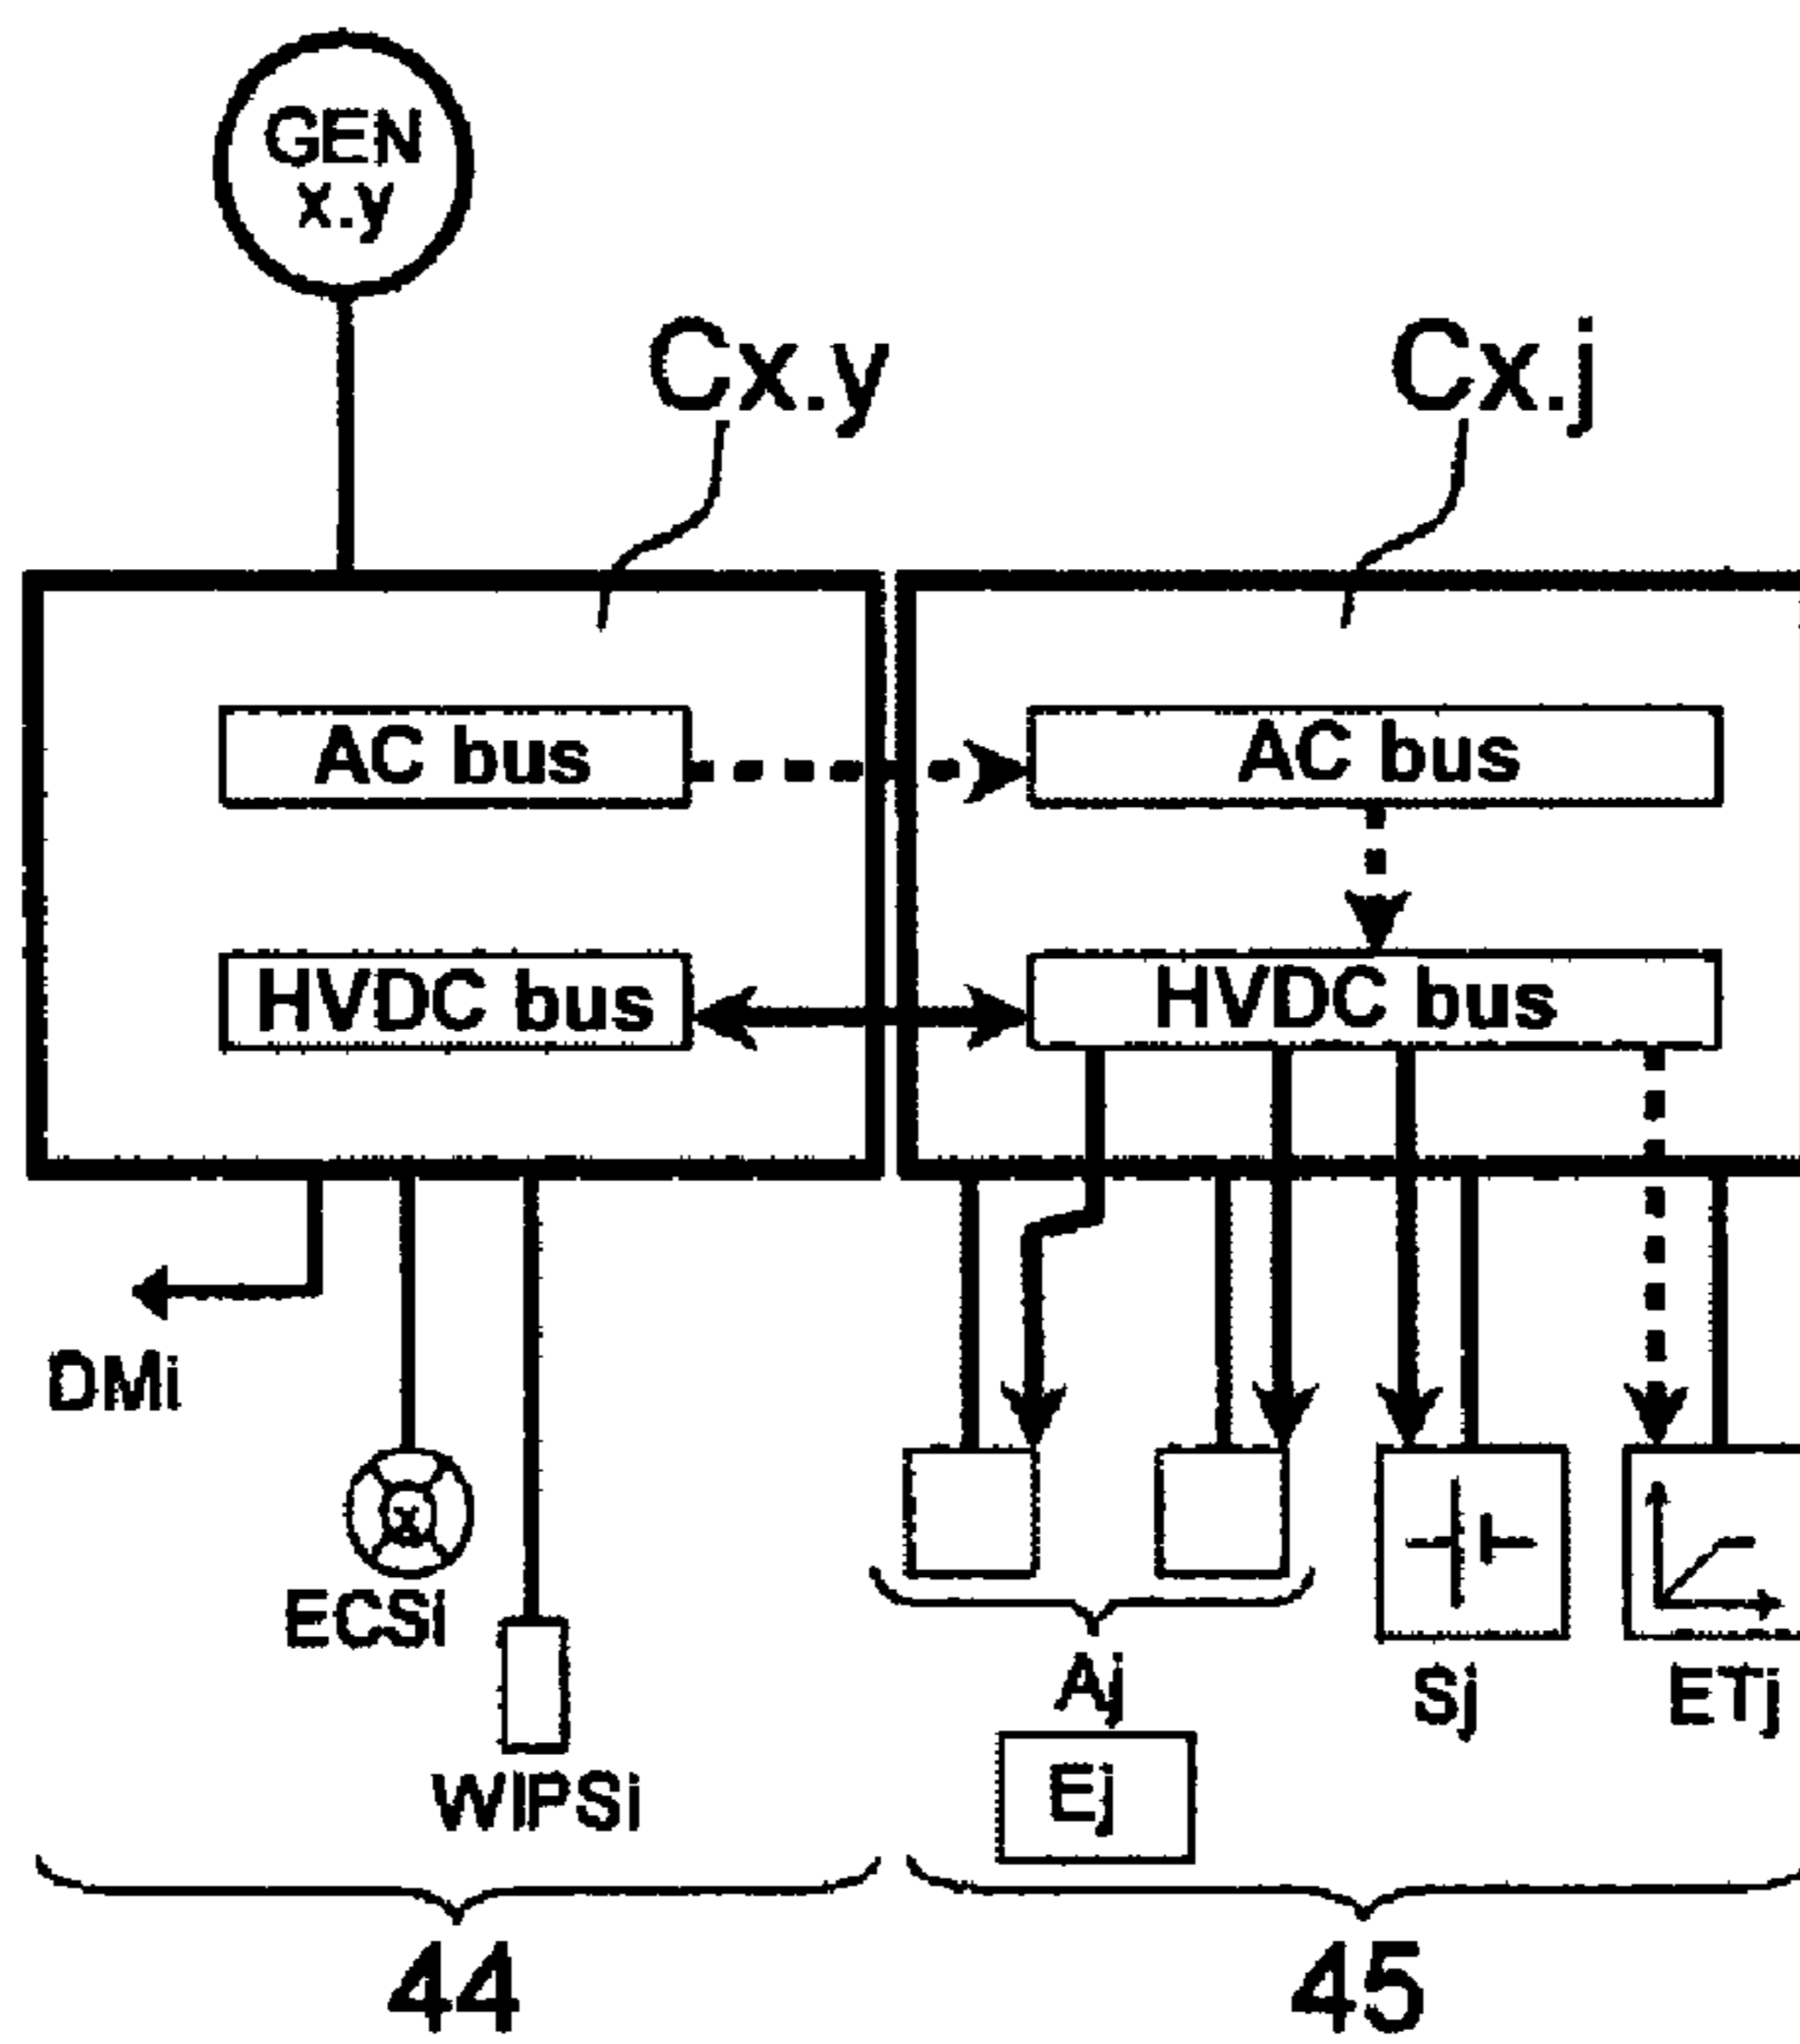 GEN
x.y
Cx.y
Cx.j
AC bus
AC bus
HVDC bus
HVDC bus
DMi
ECSi
WIPSi
Aj
Sj
ETj
Ej
44
45